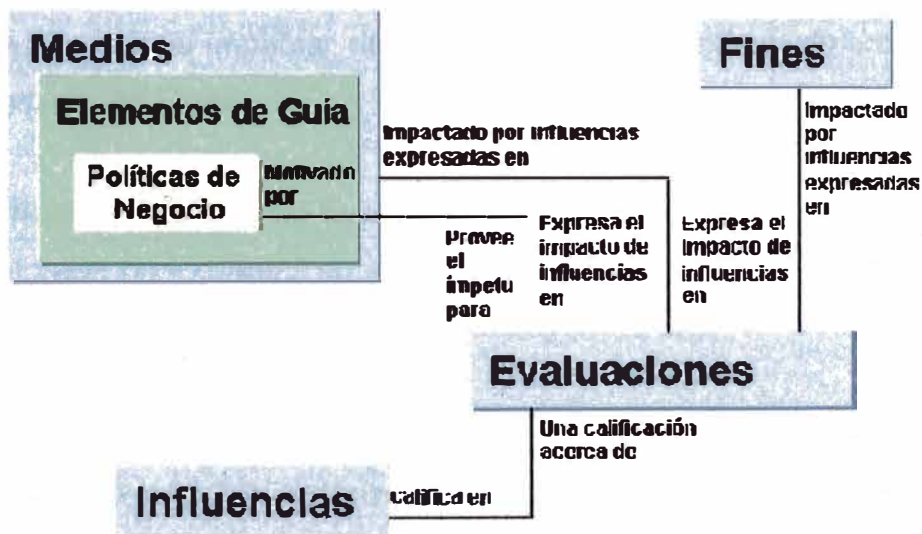 Medios
Fines
Elementos de Guía
Políticas de
Negocio
Motivado
por
Impactado por influencias
expresadas en
Impactado
por
influencias
expresadas
en
Provee
el
ímpetu
para
Expresa el
impacto de
influencias
en
Expresa el
impacto de
influencias
en
Evaluaciones
Una calificación
acerca de
Influencias
califica en